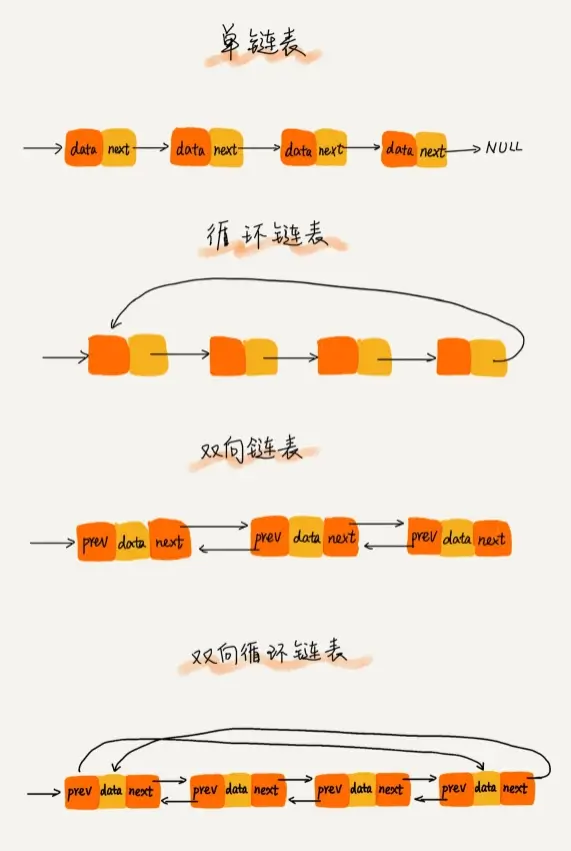 单链表
data next data next data next data next NULL
循环链表
双向链表
prev data next prev data next prev data next
双向循环链表
prev data next prev data next prev data next prev data next